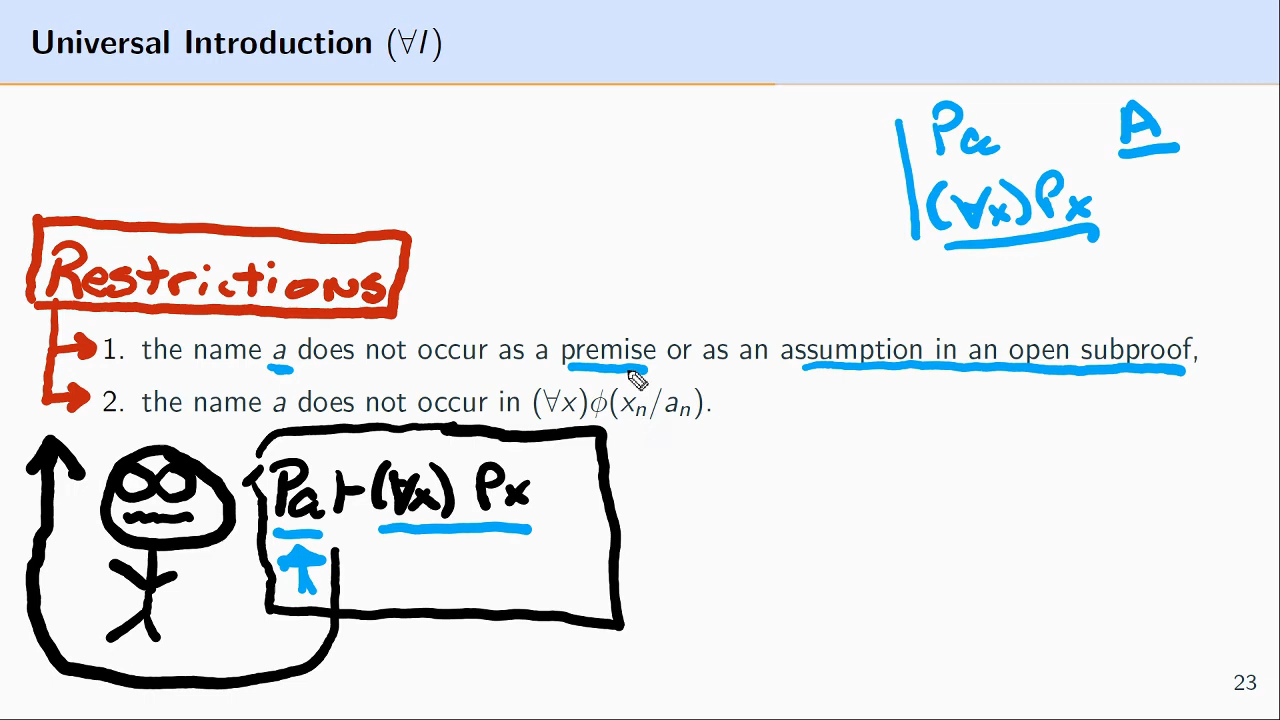 Universal Introduction (∀I)
Pa A
(∀x)Px
Restrictions
1. the name a does not occur as a premise or as an assumption in an open subproof,
2. the name a does not occur in (∀x)ϕ(xₙ/aₙ).
Pa ⊢ (∀x) Px
23